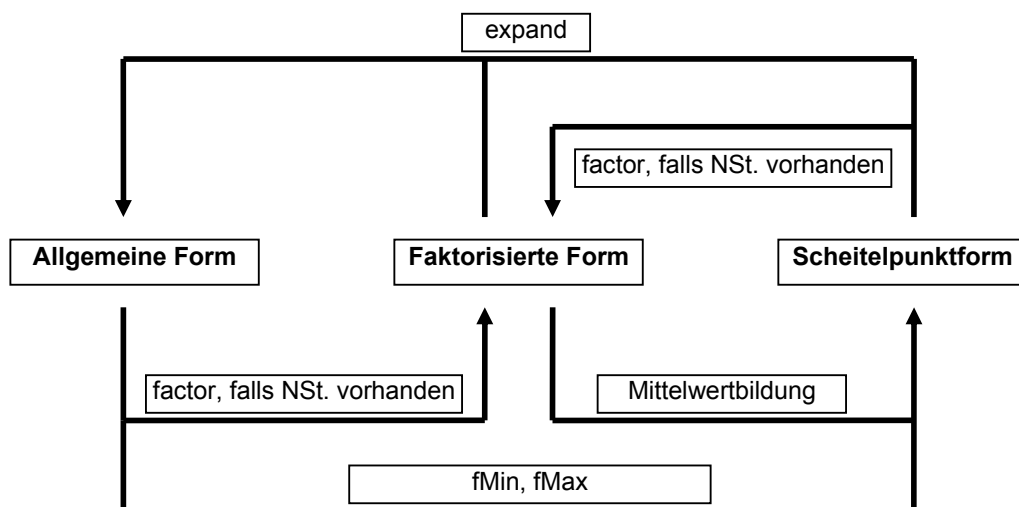 expand
factor, falls NSt. vorhanden
Allgemeine Form
Faktorisierte Form
Scheitelpunktform
factor, falls NSt. vorhanden
Mittelwertbildung
fMin, fMax